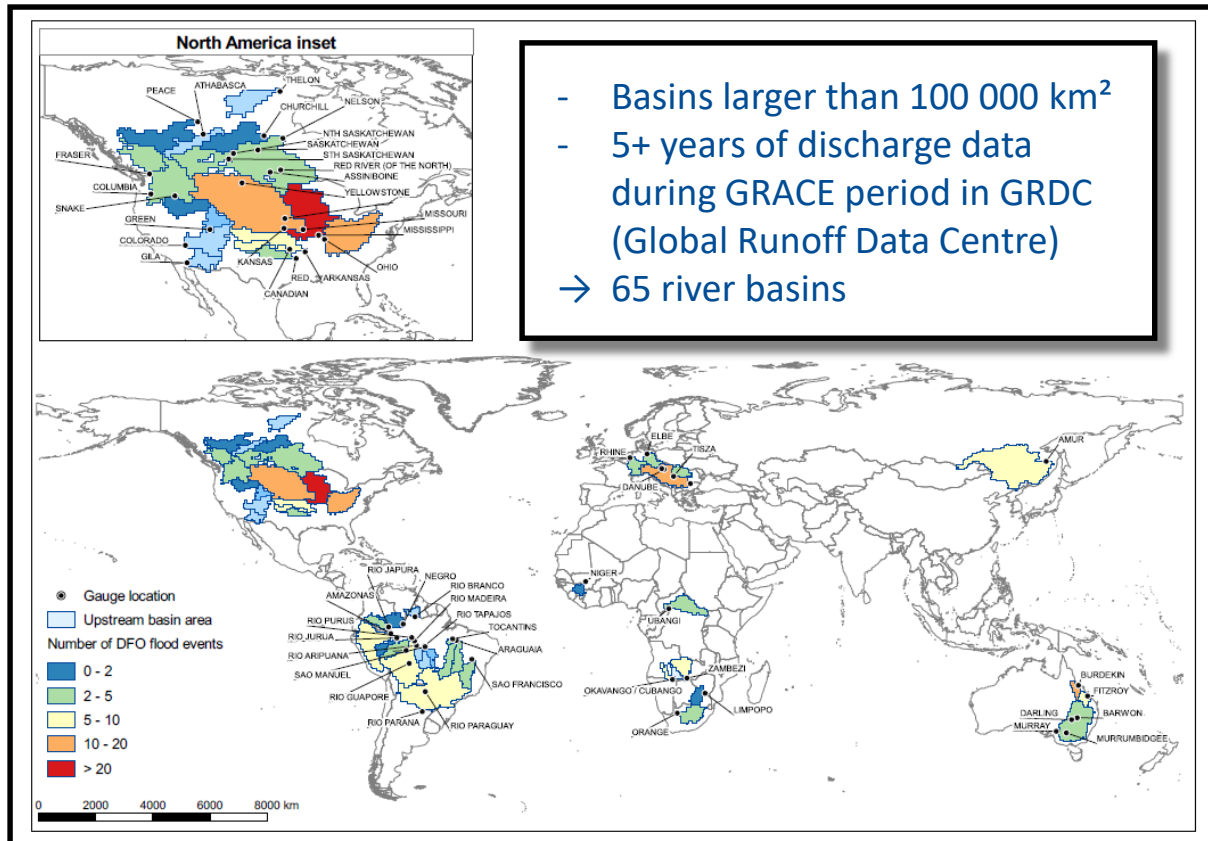 North America inset
THELON
ATHABASCA
PEACE
CHURCHILL
NELSON
NTH SASKATCHEWAN
SASKATCHEWAN
STH SASKATCHEWAN
RED RIVER (OF THE NORTH)
ASSINIBOINE
YELLOWSTONE
FRASER
COLUMBIA
SNAKE
GREEN
MISSOURI
MISSISSIPPI
COLORADO
GILA
KANSAS
OHIO
RED
ARKANSAS
CANADIAN
- Basins larger than 100 000 km²
- 5+ years of discharge data
during GRACE period in GRDC
(Global Runoff Data Centre)
→ 65 river basins
ELBE
RHINE
TISZA
DANUBE
AMUR
NIGER
UBANGI
RIO JAPURA
NEGRO
RIO BRANCO
AMAZONAS
RIO MADEIRA
RIO PURUS
RIO TAPAJOS
RIO JURUA
TOCANTINS
RIO ARIPUANA
ARAGUAIA
SAO MANUEL
SAO FRANCISCO
RIO GUAPORE
RIO PARANA
RIO PARAGUAY
ZAMBEZI
OKAVANGO / CUBANGO
LIMPOPO
ORANGE
BURDEKIN
FITZROY
DARLING
BARWON
MURRAY
MURRUMBIDGEE
Gauge location
Upstream basin area
Number of DFO flood events
0 - 2
2 - 5
5 - 10
10 - 20
> 20
0 2000 4000 6000 8000 km